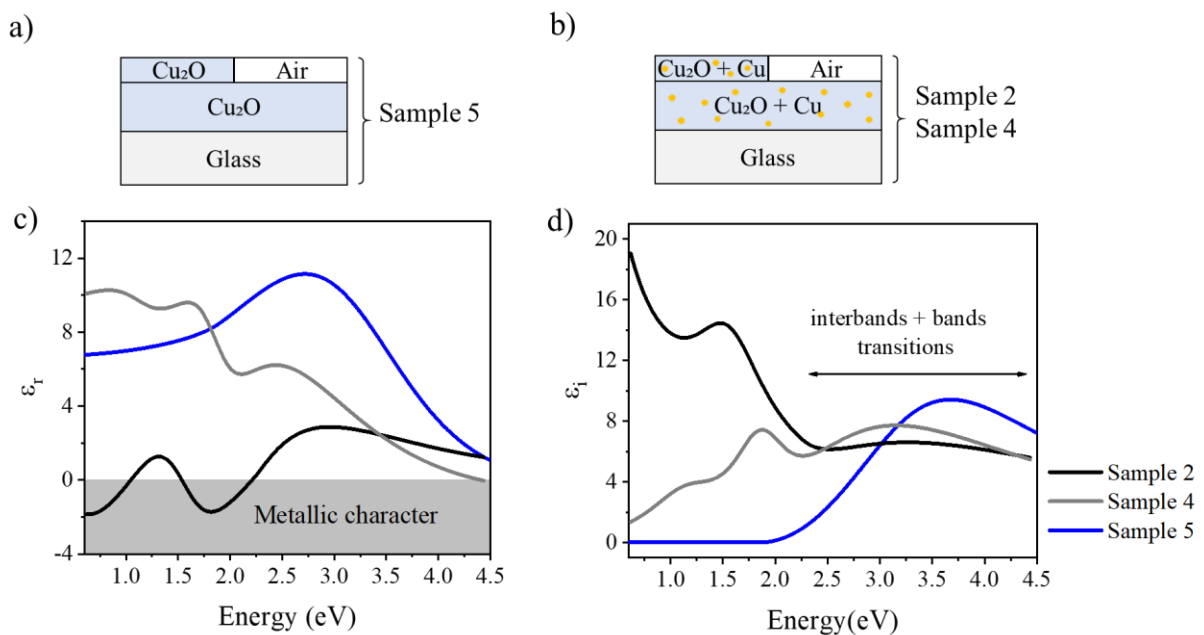 a)
Cu₂O
Air
Cu₂O
Glass
Sample 5
b)
Cu₂O + Cu
Air
Cu₂O + Cu
Glass
Sample 2
Sample 4
c)
εr
12
8
4
0
-4
Metallic character
1.0 1.5 2.0 2.5 3.0 3.5 4.0 4.5
Energy (eV)
d)
εi
20
16
12
8
4
0
interbands + bands
transitions
1.0 1.5 2.0 2.5 3.0 3.5 4.0 4.5
Energy(eV)
Sample 2
Sample 4
Sample 5